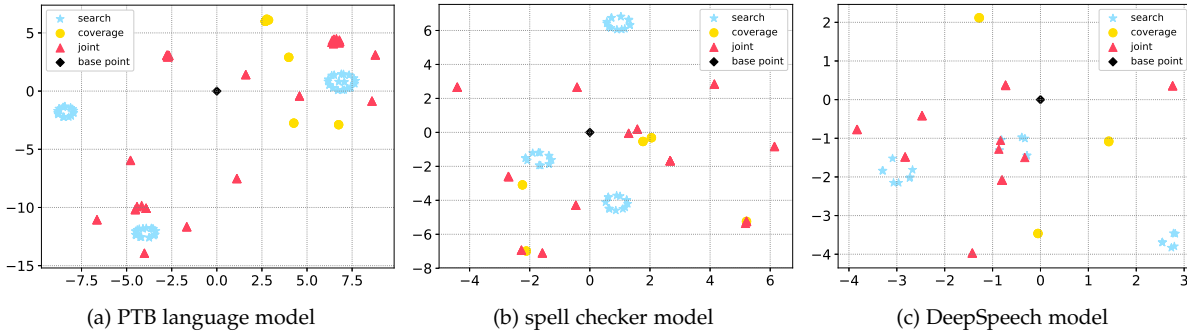 search
coverage
joint
base point
5
0
−5
−10
−15
−7.5
−5.0
−2.5
0.0
2.5
5.0
7.5
(a) PTB language model
search
coverage
joint
base point
6
4
2
0
−2
−4
−6
−8
−4
−2
0
2
4
6
(b) spell checker model
search
coverage
joint
base point
2
1
0
−1
−2
−3
−4
−4
−3
−2
−1
0
1
2
3
(c) DeepSpeech model